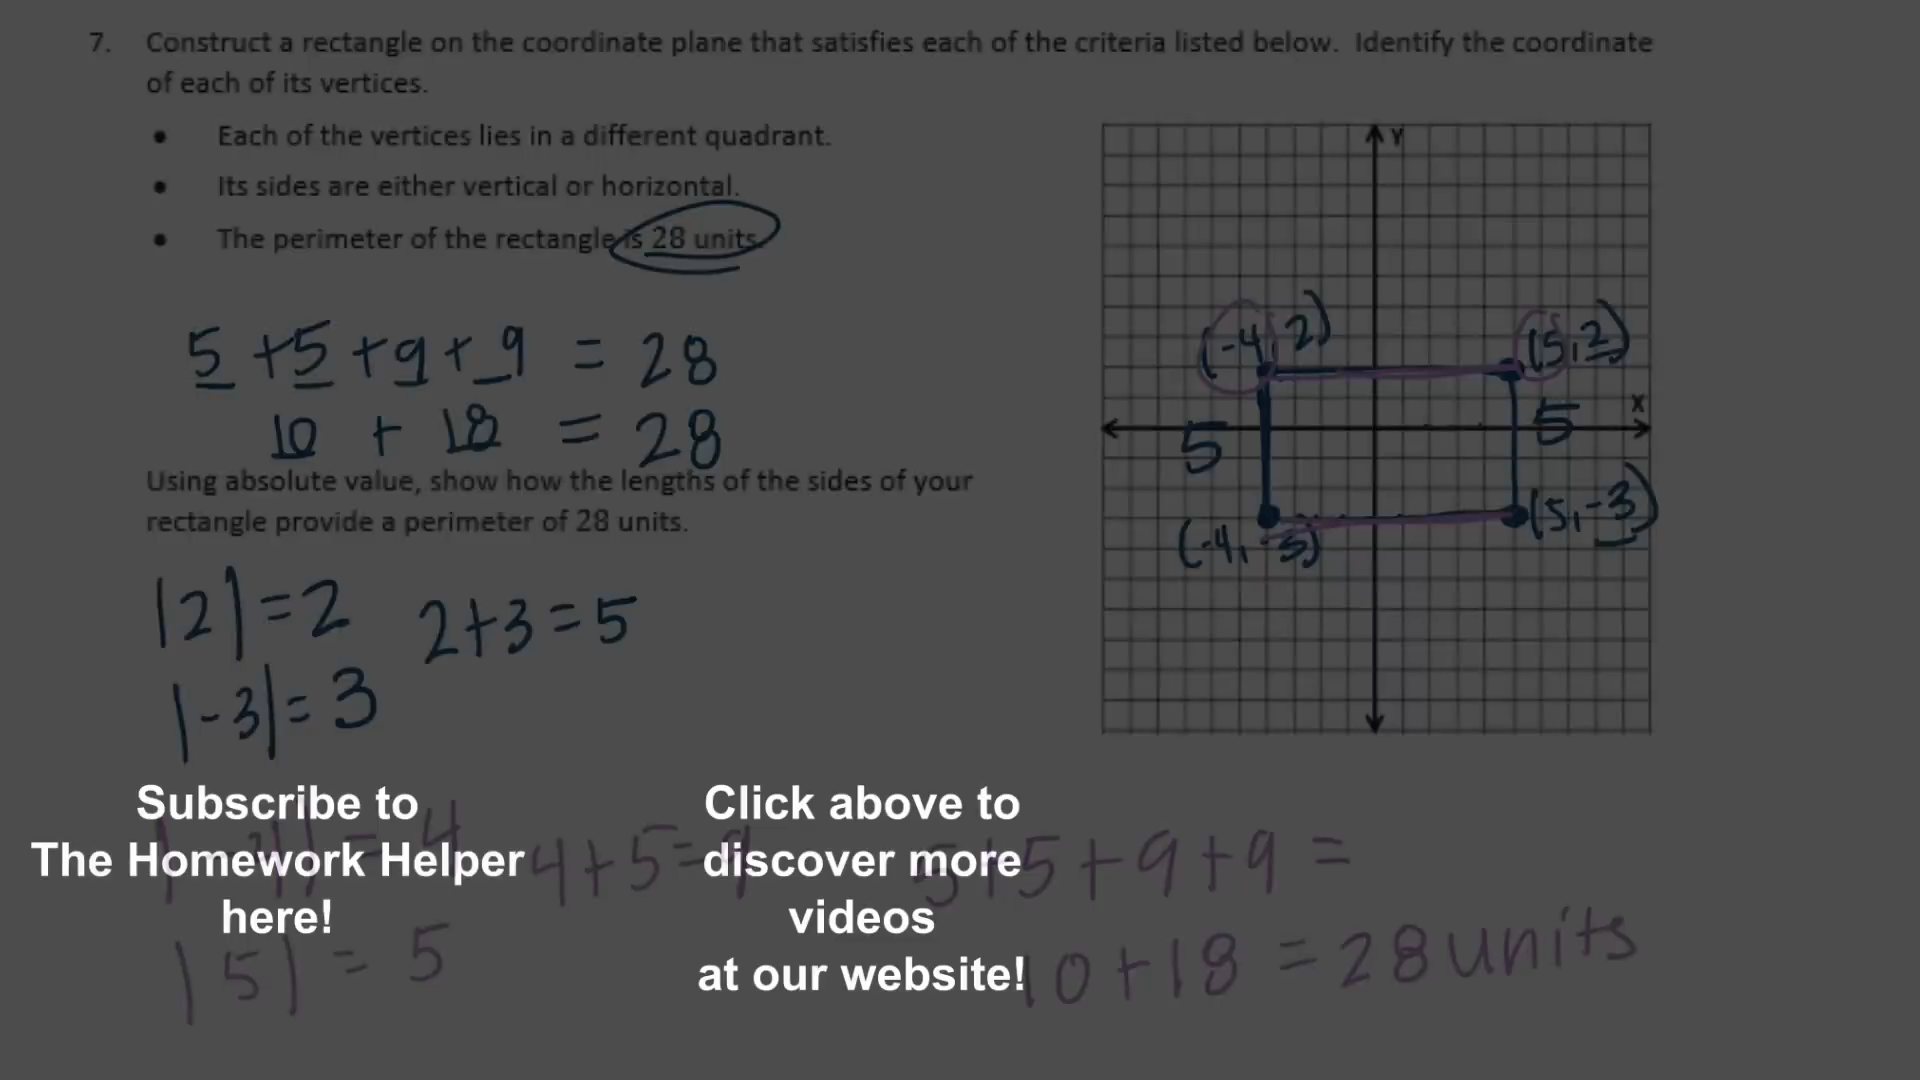 7. Construct a rectangle on the coordinate plane that satisfies each of the criteria listed below. Identify the coordinate
of each of its vertices.
• Each of the vertices lies in a different quadrant.
• Its sides are either vertical or horizontal.
• The perimeter of the rectangle is 28 units.
5 + 5 + 9 + 9 = 28
10 + 18 = 28
Using absolute value, show how the lengths of the sides of your
rectangle provide a perimeter of 28 units.
|2| = 2
2+3=5
|-3| = 3
|-4| = 4
4+5=9
|5| = 5
5+5+9+9 =
10+18 = 28 units
Y
X
(-4, 2)
(5, 2)
5
5
(-4, -3)
(5, -3)
Subscribe to
The Homework Helper
here!
Click above to
discover more
videos
at our website!